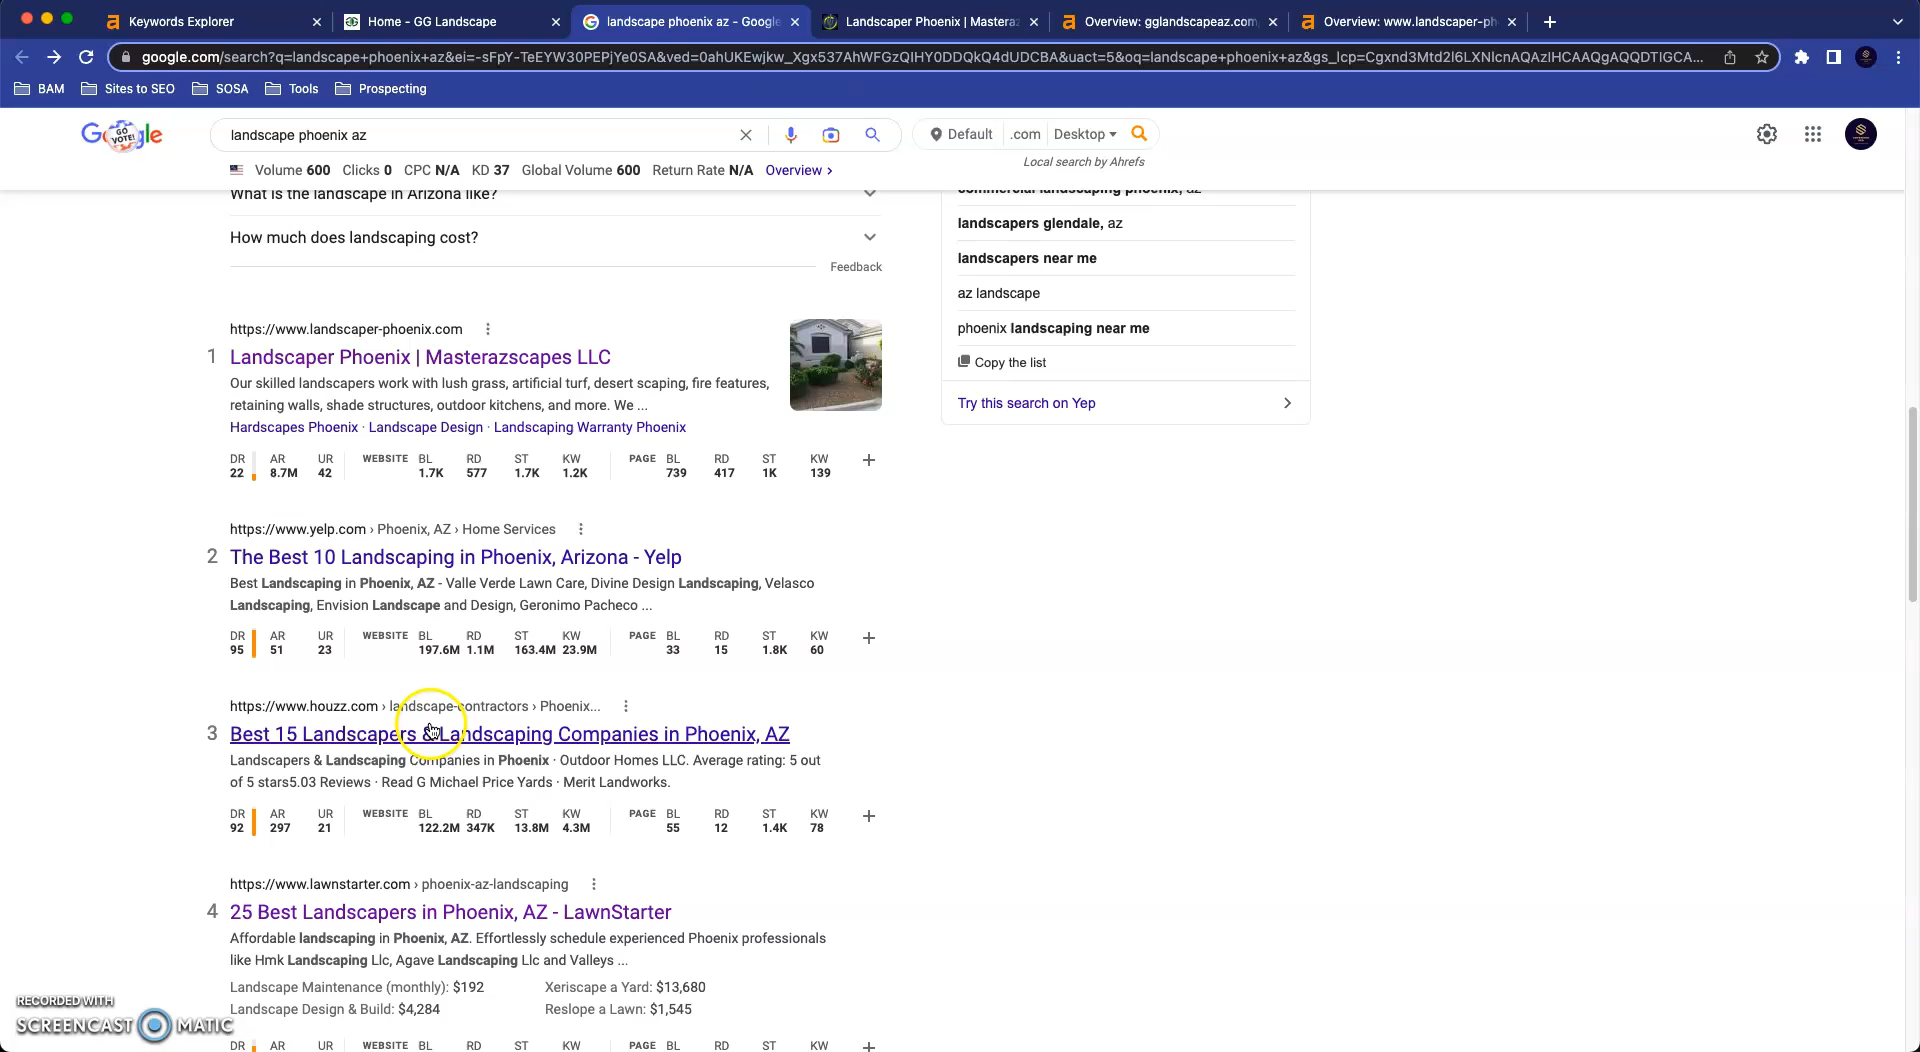 Keywords Explorer
Home - GG Landscape
landscape phoenix az - Google
Landscaper Phoenix | Masteraz
Overview: gglandscapeaz.com
Overview: www.landscaper-ph
google.com/search?q=landscape+phoenix+az&ei=-sFpY-TeEYW30PEPjYe0SA&ved=0ahUKEwjkw_Xgx537AhWFGzQIHY0DDQkQ4dUDCBA&uact=5&oq=landscape+phoenix+az&gs_lcp=Cgxnd3Mtd2l6LXNlcnAQAzIHCAAQgAQQDTIGCA...
BAM
Sites to SEO
SOSA
Tools
Prospecting
GO VOTE!
landscape phoenix az
Default
.com
Desktop
Local search by Ahrefs
Volume 600 Clicks 0 CPC N/A KD 37 Global Volume 600 Return Rate N/A Overview ›
What is the landscape in Arizona like?
How much does landscaping cost?
Feedback
https://www.landscaper-phoenix.com
1 Landscaper Phoenix | Masterazscapes LLC
Our skilled landscapers work with lush grass, artificial turf, desert scaping, fire features,
retaining walls, shade structures, outdoor kitchens, and more. We ...
Hardscapes Phoenix · Landscape Design · Landscaping Warranty Phoenix
DR AR UR WEBSITE BL RD ST KW PAGE BL RD ST KW
22 8.7M 42 1.7K 577 1.7K 1.2K 739 417 1K 139
https://www.yelp.com › Phoenix, AZ › Home Services
2 The Best 10 Landscaping in Phoenix, Arizona - Yelp
Best Landscaping in Phoenix, AZ - Valle Verde Lawn Care, Divine Design Landscaping, Velasco
Landscaping, Envision Landscape and Design, Geronimo Pacheco ...
DR AR UR WEBSITE BL RD ST KW PAGE BL RD ST KW
95 51 23 197.6M 1.1M 163.4M 23.9M 33 15 1.8K 60
https://www.houzz.com › landscape-contractors › Phoenix...
3 Best 15 Landscapers & Landscaping Companies in Phoenix, AZ
Landscapers & Landscaping Companies in Phoenix · Outdoor Homes LLC. Average rating: 5 out
of 5 stars5.03 Reviews · Read G Michael Price Yards · Merit Landworks.
DR AR UR WEBSITE BL RD ST KW PAGE BL RD ST KW
92 297 21 122.2M 347K 13.8M 4.3M 55 12 1.4K 78
https://www.lawnstarter.com › phoenix-az-landscaping
4 25 Best Landscapers in Phoenix, AZ - LawnStarter
Affordable landscaping in Phoenix, AZ. Effortlessly schedule experienced Phoenix professionals
like Hmk Landscaping Llc, Agave Landscaping Llc and Valleys ...
Landscape Maintenance (monthly): $192 Xeriscape a Yard: $13,680
Landscape Design & Build: $4,284 Reslope a Lawn: $1,545
DR AR UR WEBSITE BL RD ST KW PAGE BL RD ST KW
commercial landscaping phoenix, az
landscapers glendale, az
landscapers near me
az landscape
phoenix landscaping near me
Copy the list
Try this search on Yep
RECORDED WITH
SCREENCAST MATIC